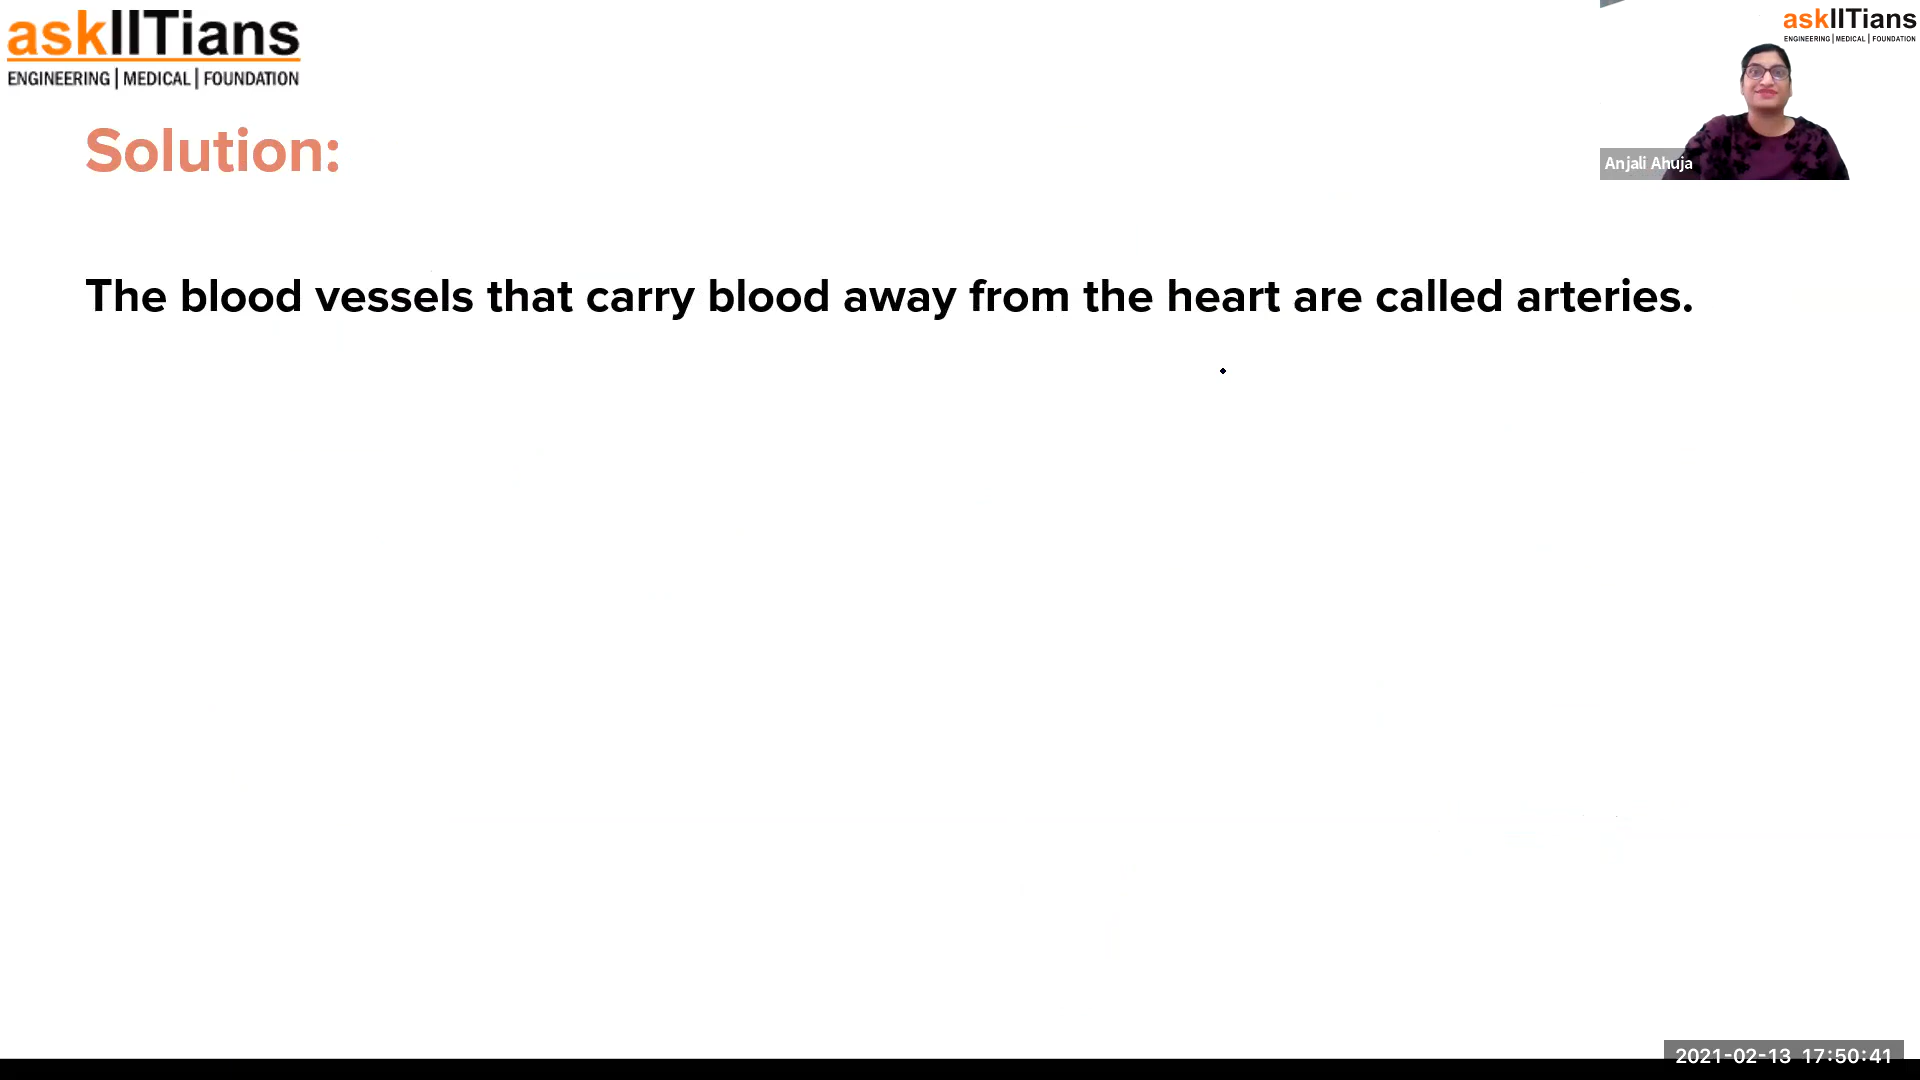 askIITians
ENGINEERING | MEDICAL | FOUNDATION
askIITians
ENGINEERING | MEDICAL | FOUNDATION
Anjali Ahuja
Solution:
The blood vessels that carry blood away from the heart are called arteries.
2021-02-13 17:50:41